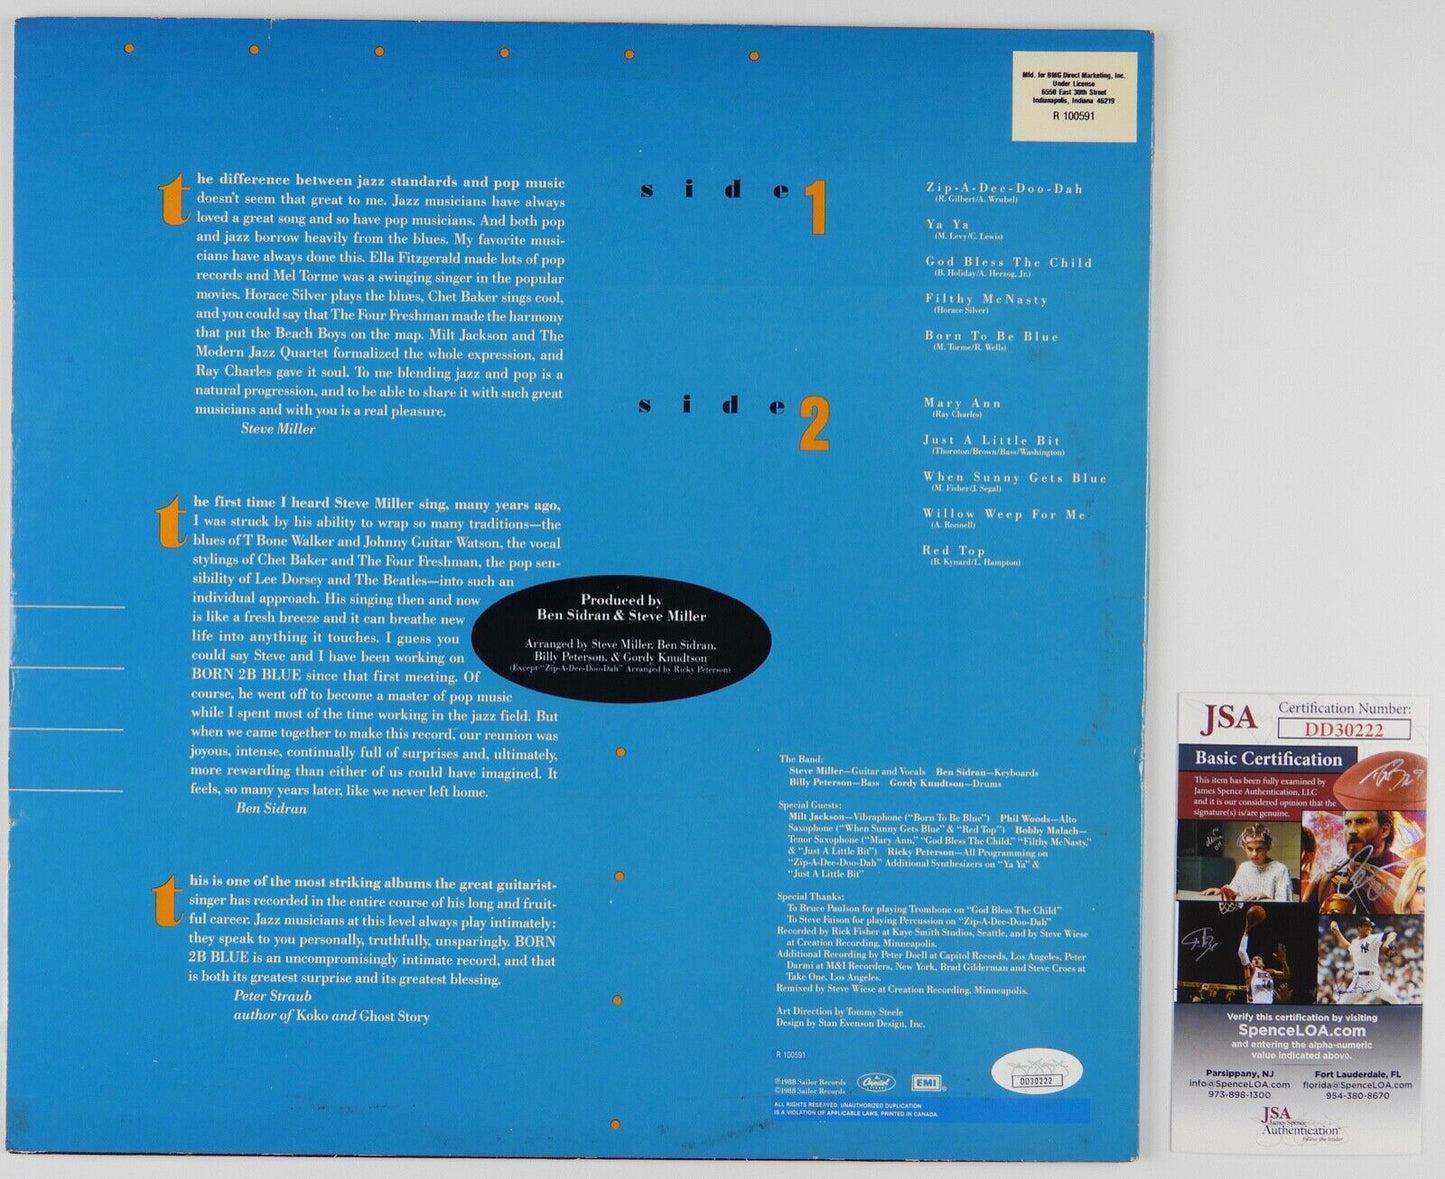 Mfd. for BMG Direct Marketing, Inc.
Under License
6550 East 30th Street
Indianapolis, Indiana 46219
R 100591
the difference between jazz standards and pop music
doesn't seem that great to me. Jazz musicians have always
loved a great song and so have pop musicians. And both pop
and jazz borrow heavily from the blues. My favorite musi-
cians have always done this. Ella Fitzgerald made lots of pop
records and Mel Torme was a swinging singer in the popular
movies. Horace Silver plays the blues, Chet Baker sings cool,
and you could say that The Four Freshman made the harmony
that put the Beach Boys on the map. Milt Jackson and The
Modern Jazz Quartet formalized the whole expression, and
Ray Charles gave it soul. To me blending jazz and pop is a
natural progression, and to be able to share it with such great
musicians and with you is a real pleasure.
Steve Miller
the first time I heard Steve Miller sing, many years ago,
I was struck by his ability to wrap so many traditions—the
blues of T Bone Walker and Johnny Guitar Watson, the vocal
stylings of Chet Baker and The Four Freshman, the pop sen-
sibility of Lee Dorsey and The Beatles—into such an
individual approach. His singing then and now
is like a fresh breeze and it can breathe new
life into anything it touches. I guess you
could say Steve and I have been working on
BORN 2B BLUE since that first meeting. Of
course, he went off to become a master of pop music
while I spent most of the time working in the jazz field. But
when we came together to make this record, our reunion was
joyous, intense, continually full of surprises and, ultimately,
more rewarding than either of us could have imagined. It
feels, so many years later, like we never left home.
Ben Sidran
this is one of the most striking albums the great guitarist-
singer has recorded in the entire course of his long and fruit-
ful career. Jazz musicians at this level always play intimately:
they speak to you personally, truthfully, unsparingly. BORN
2B BLUE is an uncompromisingly intimate record, and that
is both its greatest surprise and its greatest blessing.
Peter Straub
author of Koko and Ghost Story
Produced by
Ben Sidran & Steve Miller
Arranged by Steve Miller, Ben Sidran,
Billy Peterson, & Gordy Knudtson
(Except "Zip-A-Dee-Doo-Dah" Arranged by Ricky Peterson)
side 1
Zip-A-Dee-Doo-Dah
(R. Gilbert/A. Wrubel)
Ya Ya
(M. Levy/C. Lewis)
God Bless The Child
(B. Holiday/A. Herzog, Jr.)
Filthy McNasty
(Horace Silver)
Born To Be Blue
(M. Torme/R. Wells)
side 2
Mary Ann
(Ray Charles)
Just A Little Bit
(Thornton/Brown/Bass/Washington)
When Sunny Gets Blue
(M. Fisher/J. Segal)
Willow Weep For Me
(A. Ronnell)
Red Top
(B. Kynard/L. Hampton)
The Band:
Steve Miller—Guitar and Vocals Ben Sidran—Keyboards
Billy Peterson—Bass Gordy Knudtson—Drums
Special Guests:
Milt Jackson—Vibraphone ("Born To Be Blue") Phil Woods—Alto
Saxophone ("When Sunny Gets Blue" & "Red Top") Bobby Malach—
Tenor Saxophone ("Mary Ann," "God Bless The Child," "Filthy McNasty,"
& "Just A Little Bit") Ricky Peterson—All Programming on
"Zip-A-Dee-Doo-Dah" Additional Synthesizers on "Ya Ya" &
"Just A Little Bit"
Special Thanks:
To Bruce Paulson for playing Trombone on "God Bless The Child"
To Steve Faison for playing Percussion on "Zip-A-Dee-Doo-Dah"
Recorded by Rick Fisher at Kaye Smith Studios, Seattle, and by Steve Wiese
at Creation Recording, Minneapolis.
Additional Recording by Peter Doell at Capitol Records, Los Angeles, Peter
Darmi at M&I Recorders, New York, Brad Gilderman and Steve Croes at
Take One, Los Angeles.
Remixed by Steve Wiese at Creation Recording, Minneapolis.
Art Direction by Tommy Steele
Design by Stan Evenson Design, Inc.
R 100591
℗1988 Sailor Records
©1988 Sailor Records
Capitol
EMI
DD30222
ALL RIGHTS RESERVED. UNAUTHORIZED DUPLICATION
IS A VIOLATION OF APPLICABLE LAWS. PRINTED IN CANADA.
JSA
Certification Number:
DD30222
Basic Certification
This item has been fully examined by
James Spence Authentication, LLC
and it is our considered opinion that the
signature(s) is/are genuine.
Verify this certification by visiting
SpenceLOA.com
and entering the alpha-numeric
value indicated above.
Parsippany, NJ
info@SpenceLOA.com
973-898-1300
Fort Lauderdale, FL
florida@SpenceLOA.com
954-380-8670
JSA
James Spence
Authentication